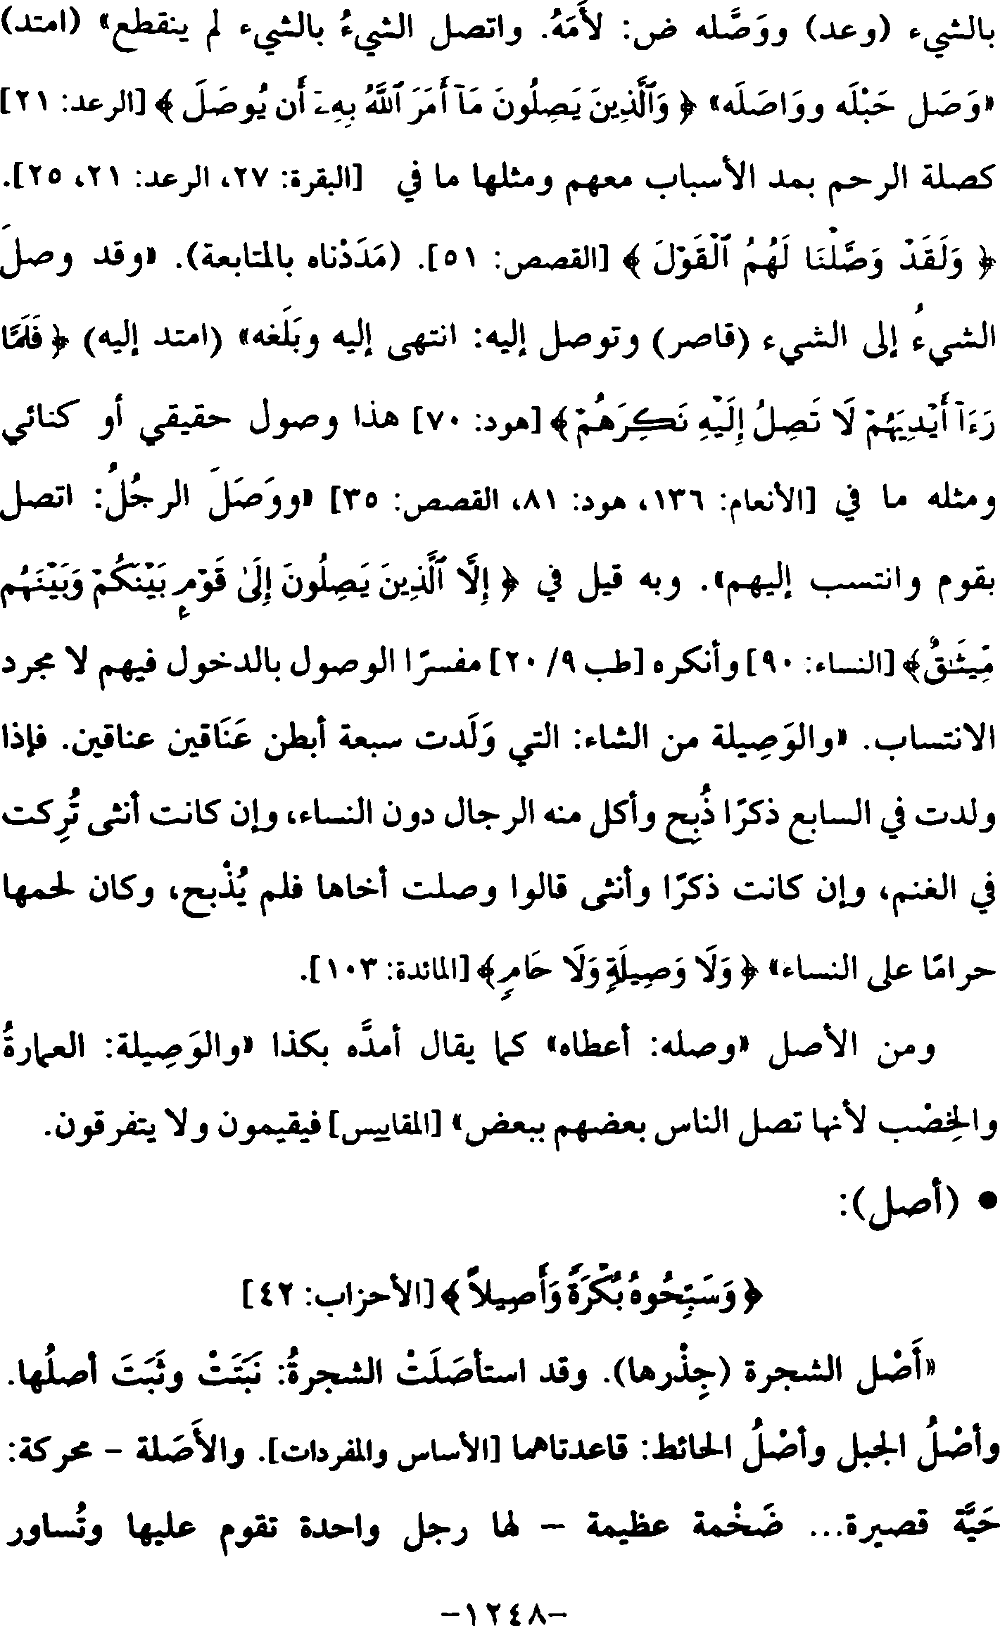 بالشيء (وعد) ووَصَّله ض: لأَمَهُ. واتصل الشيءُ بالشيء لم ينقطع» (امتد)
«وَصَل حَبْلَه ووَاصَلَه» ﴿ وَٱلَّذِينَ يَصِلُونَ مَآ أَمَرَ ٱللَّهُ بِهِۦٓ أَن يُوصَلَ ﴾ [الرعد: ٢١]
كصلة الرحم بمد الأسباب معهم ومثلها ما في [البقرة: ٢٧، الرعد: ٢١، ٢٥].
﴿ وَلَقَدْ وَصَّلْنَا لَهُمُ ٱلْقَوْلَ ﴾ [القصص: ٥١]. (مَدَدْناه بالمتابعة). «وقد وصلَ
الشيءُ إلى الشيء (قاصر) وتوصل إليه: انتهى إليه وبَلَغه» (امتد إليه) ﴿ فَلَمَّا
رَءَآ أَيْدِيَهُمْ لَا تَصِلُ إِلَيْهِ نَكِرَهُمْ﴾ [هود: ٧٠] هذا وصول حقيقي أو كنائي
ومثله ما في [الأنعام: ١٣٦، هود: ٨١، القصص: ٣٥] «ووَصَلَ الرجُلُ: اتصل
بقوم وانتسب إليهم». وبه قيل في ﴿ إِلَّا ٱلَّذِينَ يَصِلُونَ إِلَىٰ قَوْمٍ بَيْنَكُمْ وَبَيْنَهُم
مِّيثَـٰقٌ﴾ [النساء: ٩٠] وأنكره [طب ٩/ ٢٠] مفسرًا الوصول بالدخول فيهم لا مجرد
الانتساب. «والوَصِيلة من الشاء: التي وَلَدت سبعة أبطن عَنَاقين عناقين. فإذا
ولدت في السابع ذكرًا ذُبِح وأكل منه الرجال دون النساء، وإن كانت أنثى تُرِكت
في الغنم، وإن كانت ذكرًا وأنثى قالوا وصلت أخاها فلم يُذْبح، وكان لحمها
حرامًا على النساء» ﴿ وَلَا وَصِيلَةٍ وَلَا حَامٍ﴾ [المائدة: ١٠٣].
ومن الأصل «وصله: أعطاه» كما يقال أمدَّه بكذا «والوَصِيلة: العمارةُ
والخِصْب لأنها تصل الناس بعضهم ببعض» [المقاييس] فيقيمون ولا يتفرقون.
● (أصل):
﴿ وَسَبِّحُوهُ بُكْرَةً وَأَصِيلاً ﴾ [الأحزاب: ٤٢]
«أَصْل الشجرة (جِذْرها). وقد استأصَلَتْ الشجرةُ: نَبَتَتْ وثَبَتَ أصلُها.
وأصْلُ الجبل وأصْلُ الحائط: قاعدتاهما [الأساس والمفردات]. والأَصَلة - محركة:
حَيَّة قصيرة... ضَخْمة عظيمة – لها رجل واحدة تقوم عليها وتُساور
-١٢٤٨-